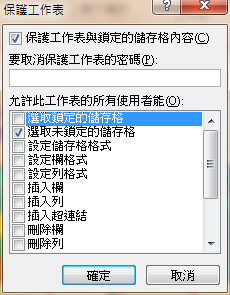 保護工作表
保護工作表與鎖定的儲存格內容(C)
要取消保護工作表的密碼(P):
允許此工作表的所有使用者能(O):
選取鎖定的儲存格
選取未鎖定的儲存格
設定儲存格格式
設定欄格式
設定列格式
插入欄
插入列
插入超連結
刪除欄
刪除列
確定
取消